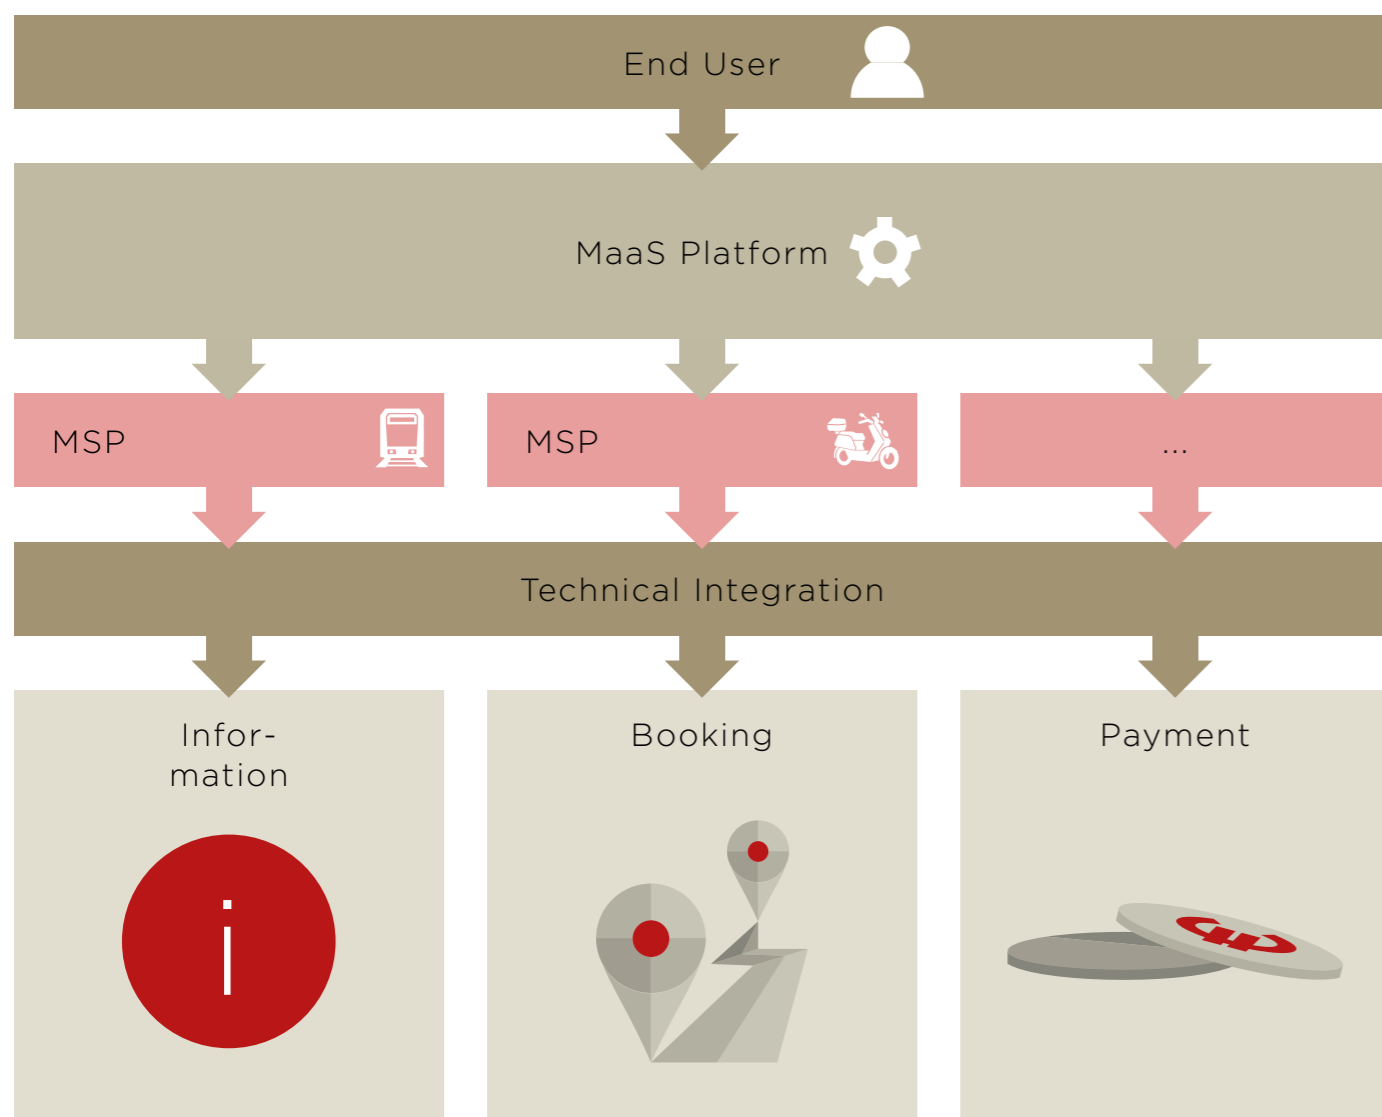 End User
MaaS Platform
MSP
MSP
...
Technical Integration
Infor-
mation
Booking
Payment
i